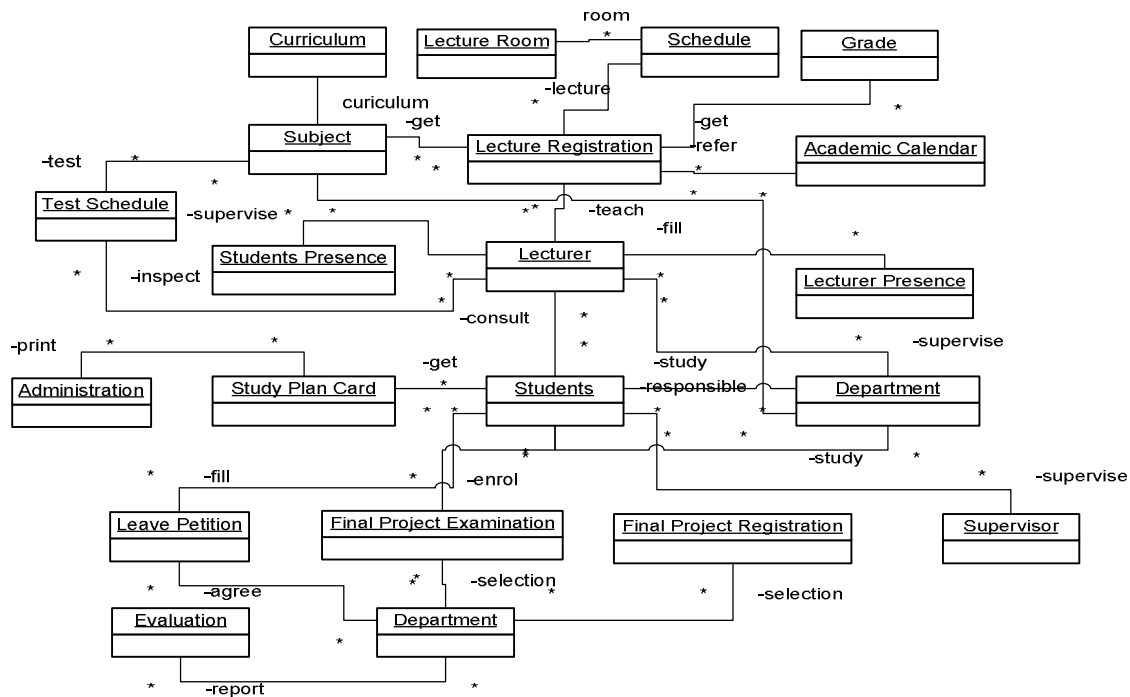 room
Curriculum
Lecture Room
*
Schedule
Grade
-lecture
*
curiculum
-get
*
-get
Subject
Lecture Registration
-refer
Academic Calendar
-test
*
* *
*
*
* *
Test Schedule
-supervise * *
* *
-teach
-fill
*
Students Presence
Lecturer
Lecturer Presence
*
-inspect
*
*
*
*
-consult
*
-print
*
*
*
-supervise
-get
-study
Administration
Study Plan Card
*
Students
-responsible
Department
* *
*
*
*
*
*
*
-study
*
*
-fill
*
-enrol
*
-supervise
Leave Petition
Final Project Examination
Final Project Registration
Supervisor
*
-agree
*
*
-selection
*
*
-selection
Evaluation
Department
*
*
-report
*